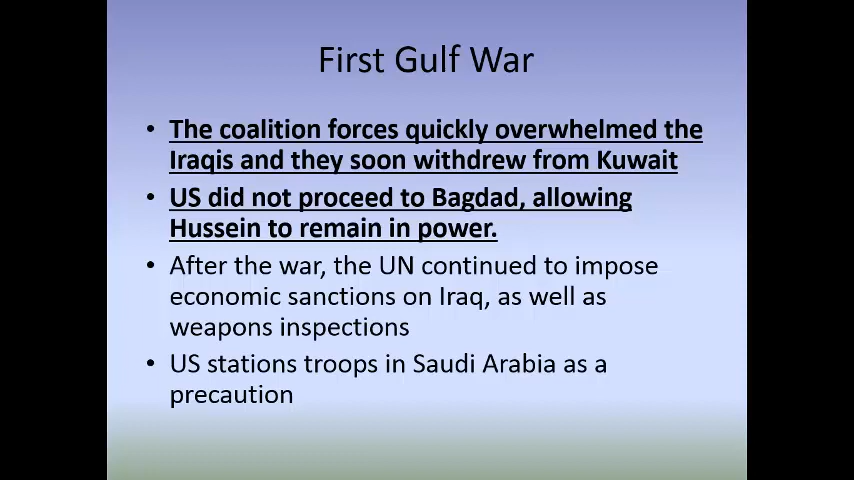 First Gulf War
• The coalition forces quickly overwhelmed the
Iraqis and they soon withdrew from Kuwait
• US did not proceed to Bagdad, allowing
Hussein to remain in power.
• After the war, the UN continued to impose
economic sanctions on Iraq, as well as
weapons inspections
• US stations troops in Saudi Arabia as a
precaution